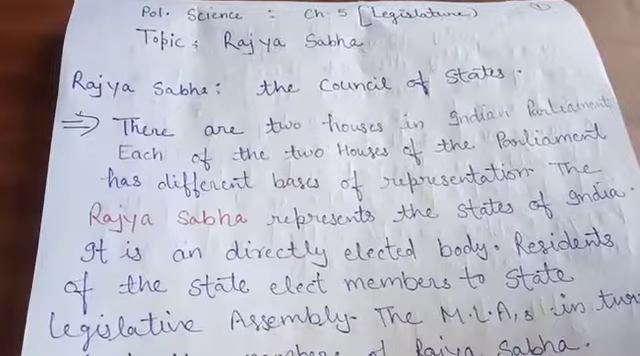 Pol. Science : Ch 5 [Legislature) ①
Topic : Rajya Sabha
Rajya Sabha: the Council of States.
⇒ There are two houses in Indian Parliament
Each of the two Houses of the Parliament
has different bases of representation. The
Rajya Sabha represents the States of India.
It is an directly elected body. Residents
of the state elect members to State
legislative Assembly. The M.L.A,s in turn
members of Rajya Sabha.